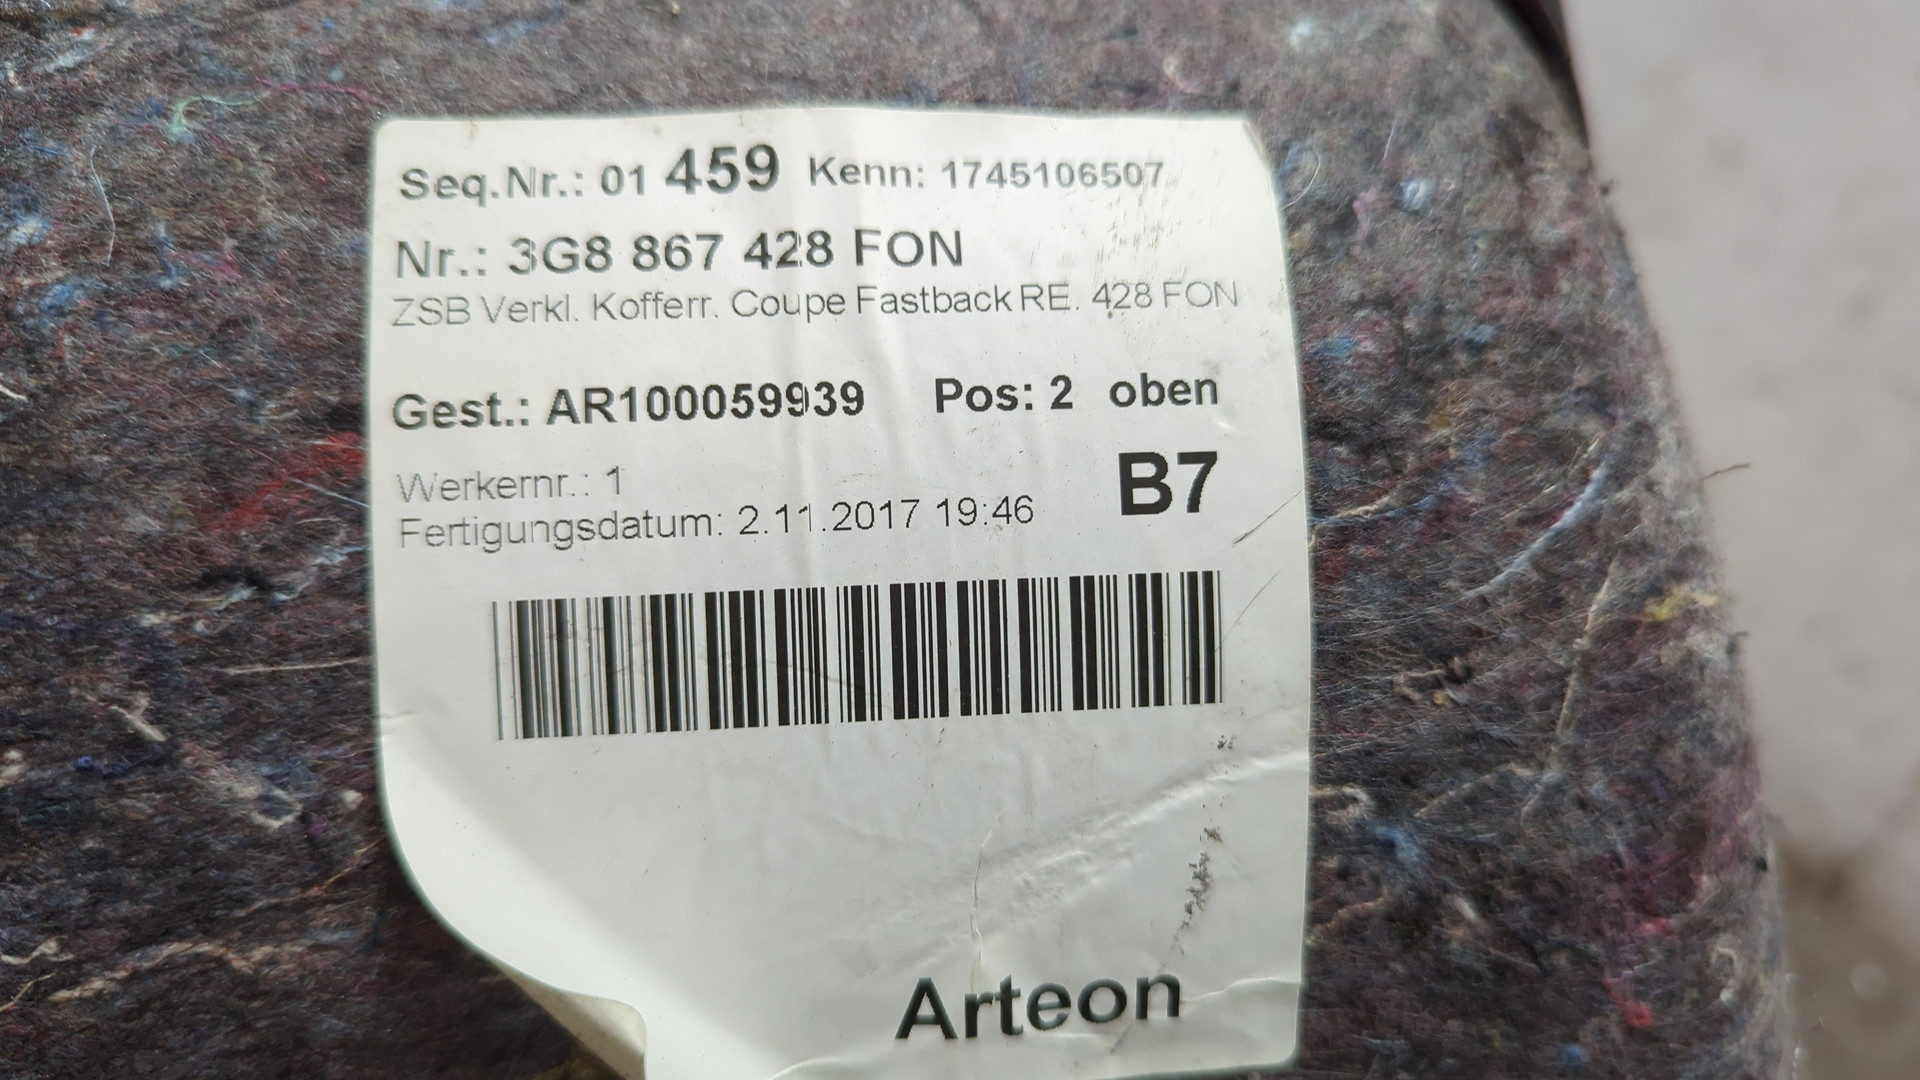 Seq.Nr.: 01 459 Kenn: 1745106507
Nr.: 3G8 867 428 FON
ZSB Verkl. Kofferr. Coupe Fastback RE. 428 FON
Gest.: AR100059939 Pos: 2 oben
B7
Werkernr.: 1
Fertigungsdatum: 2.11.2017 19:46
Arteon